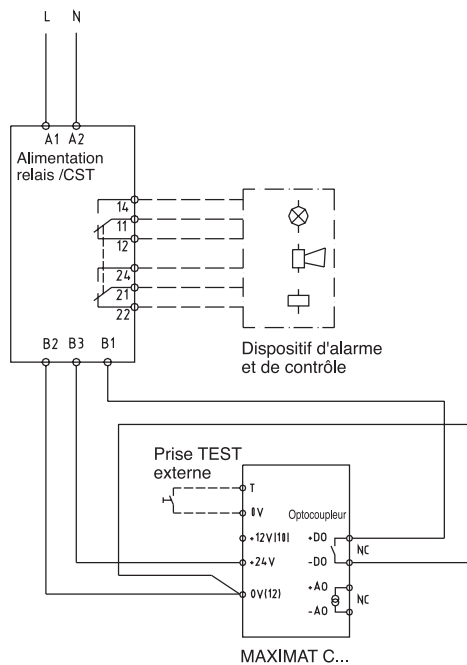 L N
A1 A2
Alimentation
relais /CST
14
11
12
24
21
22
B2 B3 B1
Dispositif d'alarme
et de contrôle
Prise TEST
externe
T
0V
Optocoupleur
+12V(10)
+DO
NC
+24V
-DO
+AO
0V(12)
NC
-AO
MAXIMAT C...